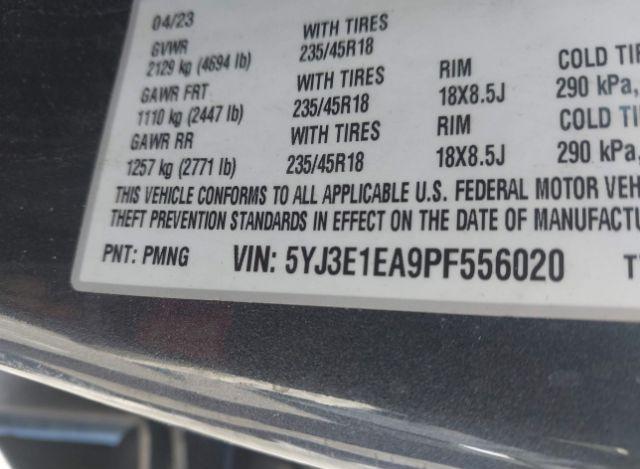 04/23
GVWR WITH TIRES COLD TI
2129 kg (4694 lb) 235/45R18 290 kPa,
GAWR FRT WITH TIRES RIM COLD TI
1110 kg (2447 lb) 235/45R18 18X8.5J
GAWR RR WITH TIRES RIM
1257 kg (2771 lb) 235/45R18 18X8.5J 290 kPa.
THIS VEHICLE CONFORMS TO ALL APPLICABLE U.S. FEDERAL MOTOR VEH
THEFT PREVENTION STANDARDS IN EFFECT ON THE DATE OF MANUFACTU
PNT: PMNG VIN: 5YJ3E1EA9PF556020 T